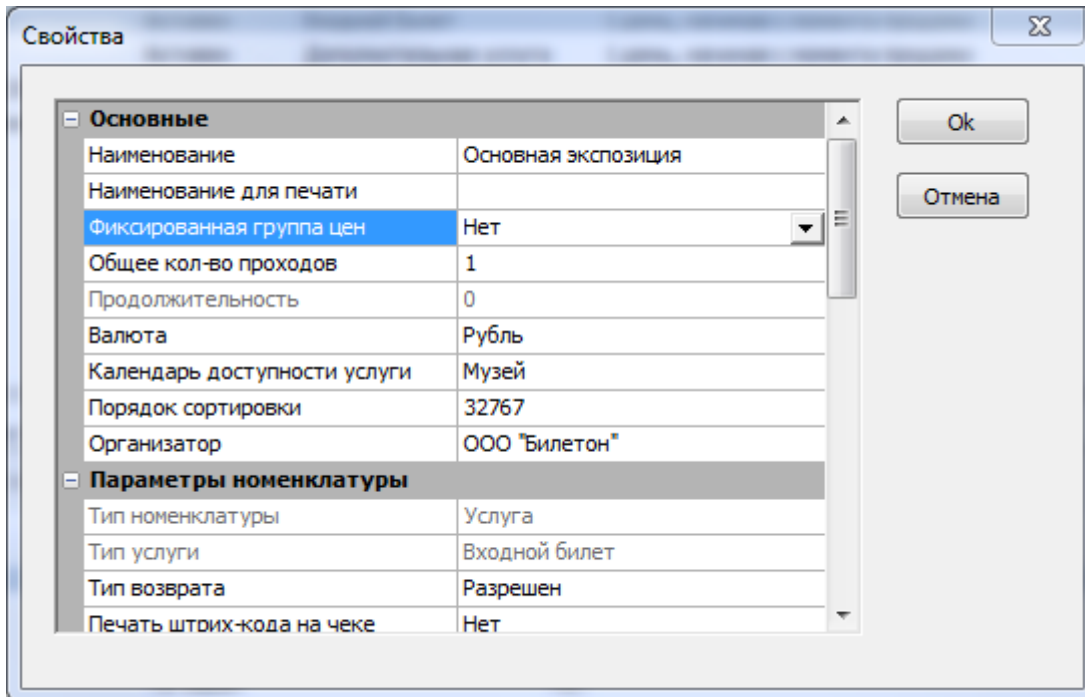 Свойства
Основные
Ok
Наименование Основная экспозиция
Наименование для печати
Отмена
Фиксированная группа цен Нет
Общее кол-во проходов 1
Продолжительность 0
Валюта Рубль
Календарь доступности услуги Музей
Порядок сортировки 32767
Организатор ООО "Билетон"
Параметры номенклатуры
Тип номенклатуры Услуга
Тип услуги Входной билет
Тип возврата Разрешен
Печать штрих-кода на чеке Нет